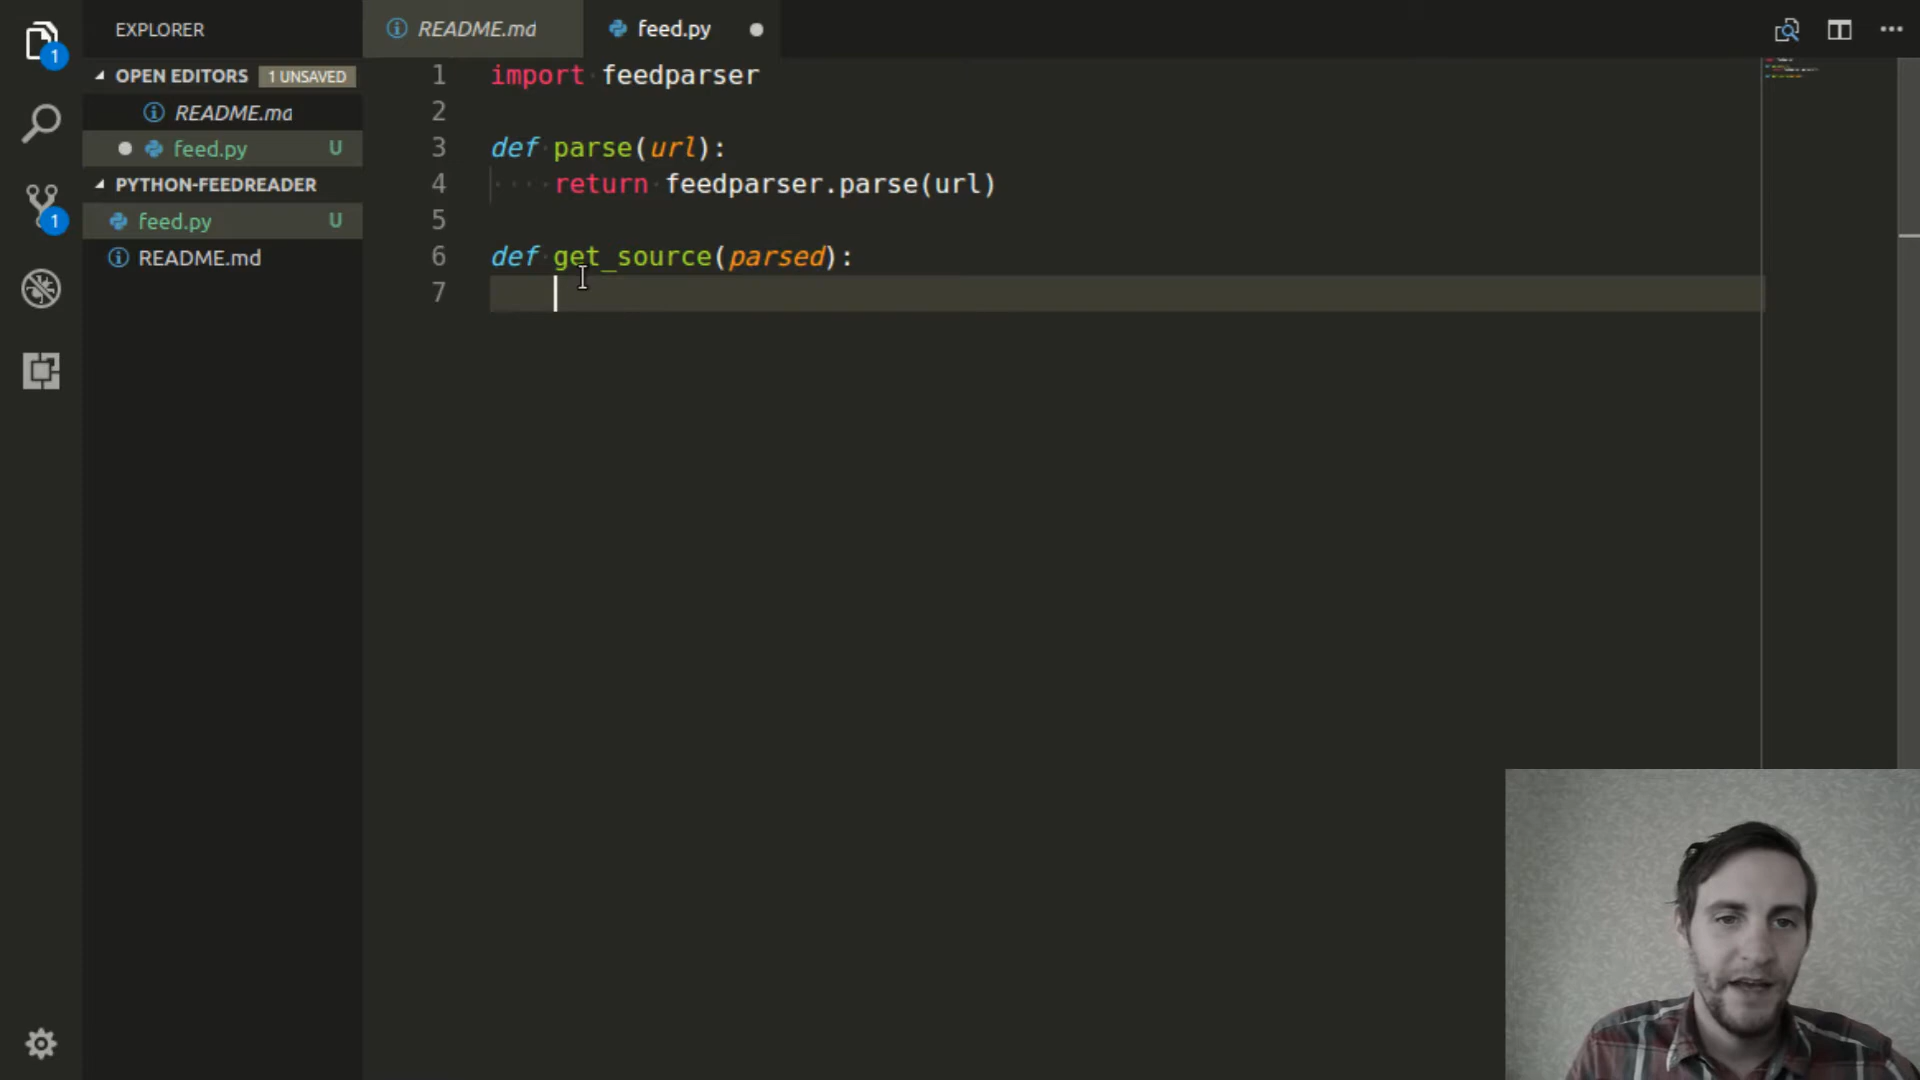 EXPLORER
OPEN EDITORS 1 UNSAVED
README.md
feed.py U
PYTHON-FEEDREADER
feed.py U
README.md
1
1
README.md feed.py
1 import feedparser
2
3 def parse(url):
4 return feedparser.parse(url)
5
6 def get_source(parsed):
7